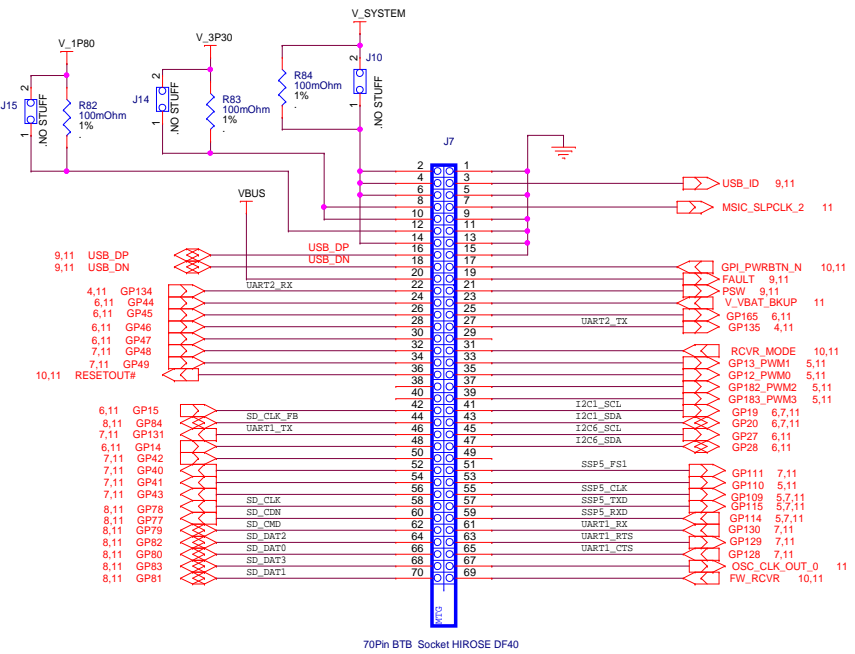 V_SYSTEM
V_1P80
V_3P30
J10
2
1
.NO STUFF
R84
100mOhm
1%
.
J15
2
1
.NO STUFF
R82
100mOhm
1%
.
J14
2
1
.NO STUFF
R83
100mOhm
1%
.
J7
VBUS
2 1
4 3 USB_ID 9,11
6 5
8 7 MSIC_SLPCLK_2 11
10 9
12 11
14 13
9,11 USB_DP USB_DP 16 15
9,11 USB_DN USB_DN 18 17 GPI_PWRBTN_N 10,11
20 19 FAULT 9,11
4,11 GP134 UART2_RX 22 21 PSW 9,11
6,11 GP44 24 23 V_VBAT_BKUP 11
6,11 GP45 26 25 GP165 6,11
6,11 GP46 28 27 UART2_TX GP135 4,11
6,11 GP47 30 29
7,11 GP48 32 31 RCVR_MODE 10,11
7,11 GP49 34 33 GP13_PWM1 5,11
10,11 RESETOUT# 36 35 GP12_PWM0 5,11
38 37 GP182_PWM2 5,11
40 39 GP183_PWM3 5,11
6,11 GP15 42 41 I2C1_SCL GP19 6,7,11
8,11 GP84 SD_CLK_FB 44 43 I2C1_SDA GP20 6,7,11
7,11 GP131 UART1_TX 46 45 I2C6_SCL GP27 6,11
6,11 GP14 48 47 I2C6_SDA GP28 6,11
7,11 GP42 50 49
7,11 GP40 52 51 SSP5_FS1 GP111 7,11
7,11 GP41 54 53 GP110 5,11
7,11 GP43 56 55 SSP5_CLK GP109 5,7,11
8,11 GP78 SD_CLK 58 57 SSP5_TXD GP115 5,7,11
8,11 GP77 SD_CDN 60 59 SSP5_RXD GP114 5,7,11
8,11 GP79 SD_CMD 62 61 UART1_RX GP130 7,11
8,11 GP82 SD_DAT2 64 63 UART1_RTS GP129 7,11
8,11 GP80 SD_DAT0 66 65 UART1_CTS GP128 7,11
8,11 GP83 SD_DAT3 68 67 OSC_CLK_OUT_0 11
8,11 GP81 SD_DAT1 70 69 FW_RCVR 10,11
MTG
70Pin BTB Socket HIROSE DF40